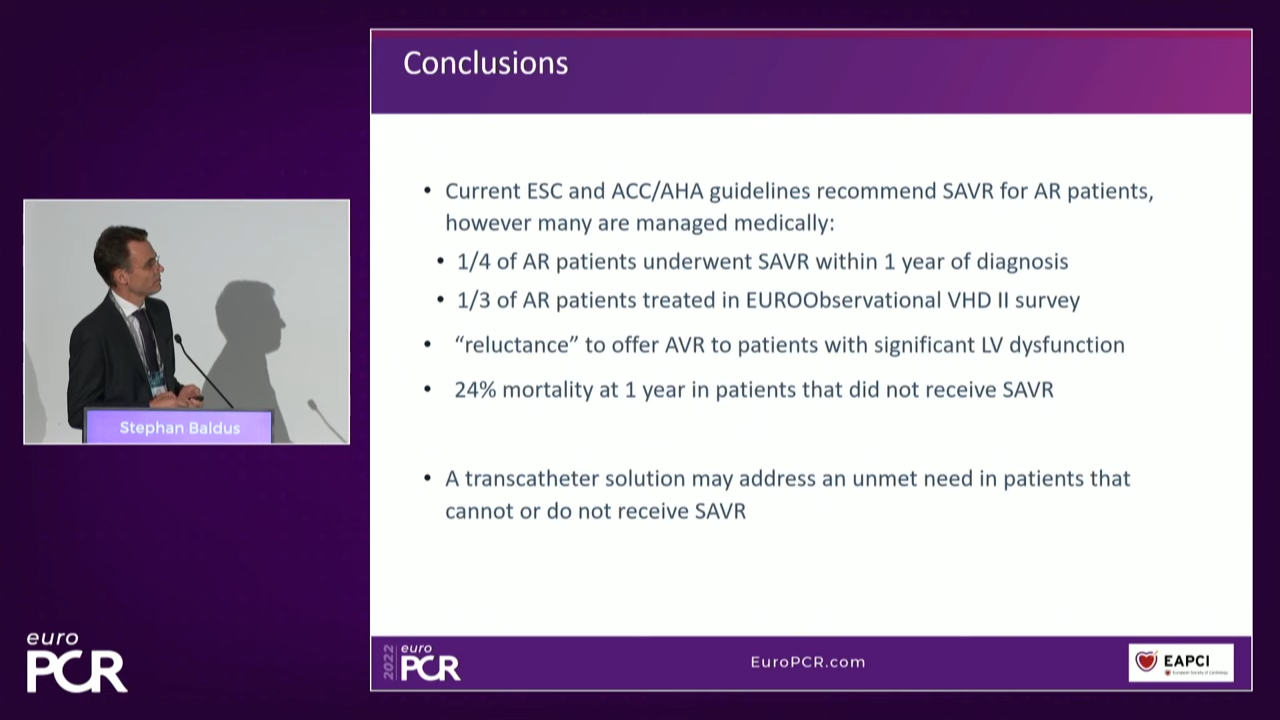 Conclusions
• Current ESC and ACC/AHA guidelines recommend SAVR for AR patients,
however many are managed medically:
• 1/4 of AR patients underwent SAVR within 1 year of diagnosis
• 1/3 of AR patients treated in EUROObservational VHD II survey
• “reluctance” to offer AVR to patients with significant LV dysfunction
• 24% mortality at 1 year in patients that did not receive SAVR
• A transcatheter solution may address an unmet need in patients that
cannot or do not receive SAVR
Stephan Baldus
euro
PCR
2022
euro
PCR
EuroPCR.com
EAPCI
European Society of Cardiology